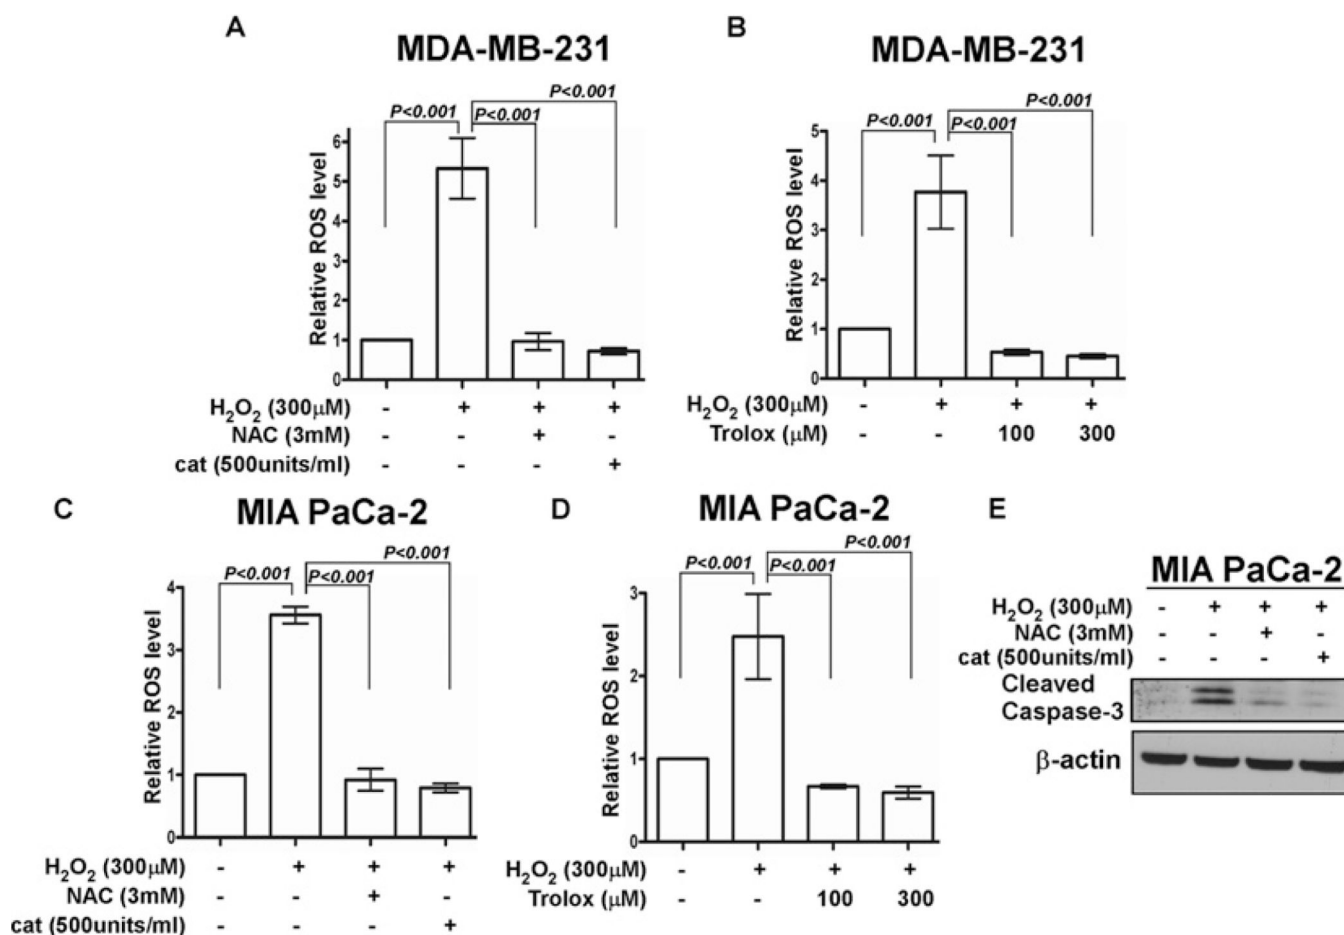 A
MDA-MB-231
P<0.001
P<0.001
P<0.001
Relative ROS level
6
5
4
3
2
1
0
H₂O₂ (300μM) - + + +
NAC (3mM) - - + -
cat (500units/ml) - - - +
B
MDA-MB-231
P<0.001
P<0.001
P<0.001
Relative ROS level
5
4
3
2
1
0
H₂O₂ (300μM) - + + +
Trolox (μM) - - 100 300
C
MIA PaCa-2
P<0.001
P<0.001
P<0.001
Relative ROS level
4
3
2
1
0
H₂O₂ (300μM) - + + +
NAC (3mM) - - + -
cat (500units/ml) - - - +
D
MIA PaCa-2
P<0.001
P<0.001
P<0.001
Relative ROS level
3
2
1
0
H₂O₂ (300μM) - + + +
Trolox (μM) - - 100 300
E
MIA PaCa-2
H₂O₂ (300μM) - + + +
NAC (3mM) - - + -
cat (500units/ml) - - - +
Cleaved
Caspase-3
β-actin